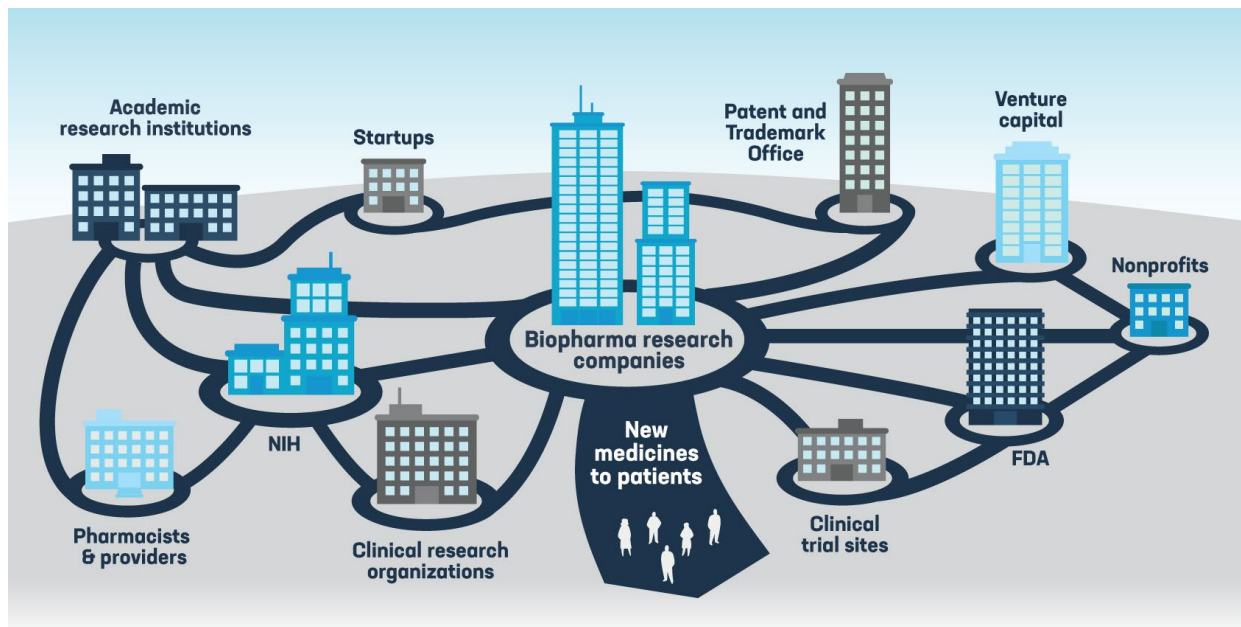 Academic
research institutions
Startups
Patent and
Trademark
Office
Venture
capital
Nonprofits
Biopharma research
companies
NIH
New
medicines
to patients
FDA
Pharmacists
& providers
Clinical research
organizations
Clinical
trial sites